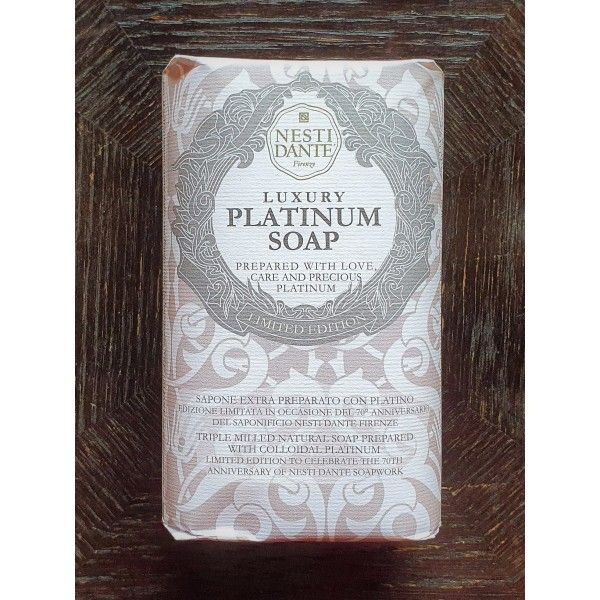 NESTI
DANTE
Firenze
LUXURY
PLATINUM
SOAP
PREPARED WITH LOVE,
CARE AND PRECIOUS
PLATINUM
LIMITED EDITION
SAPONE EXTRA PREPARATO CON PLATINO
EDIZIONE LIMITATA IN OCCASIONE DEL 70° ANNIVERSARIO
DEL SAPONIFICIO NESTI DANTE FIRENZE
TRIPLE MILLED NATURAL SOAP PREPARED
WITH COLLOIDAL PLATINUM
LIMITED EDITION TO CELEBRATE THE 70TH
ANNIVERSARY OF NESTI DANTE SOAPWORK